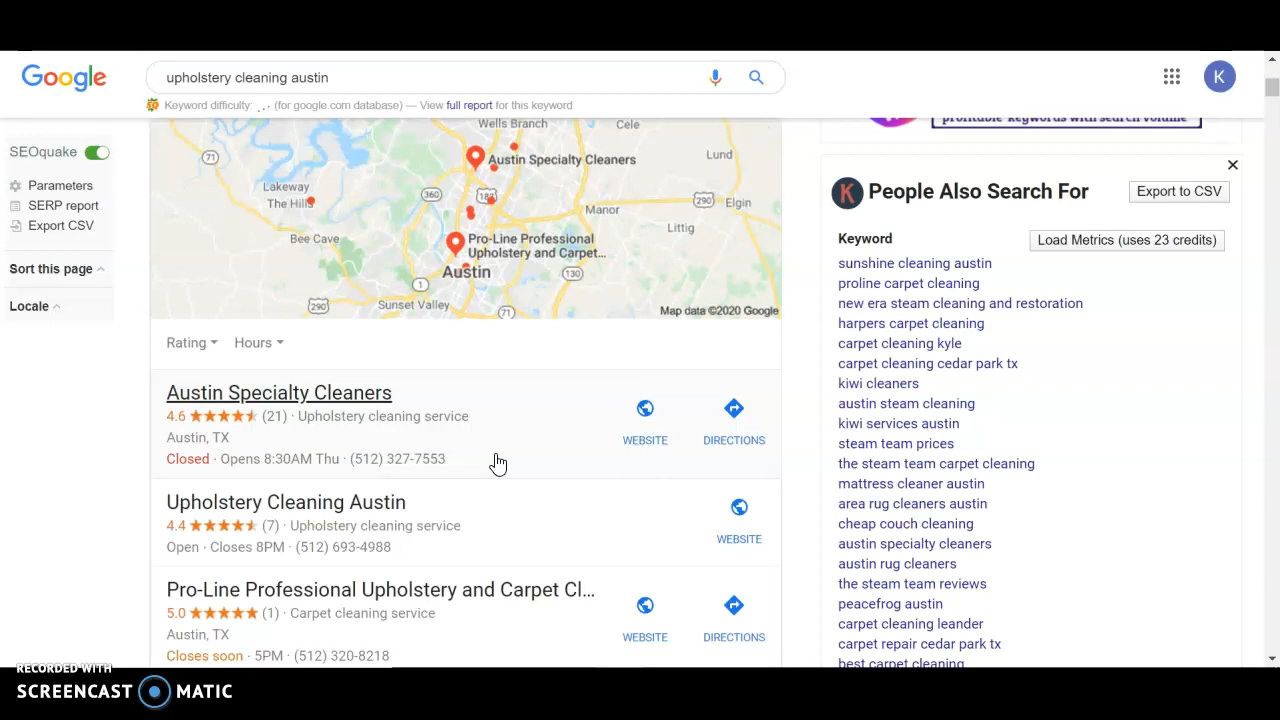 Google
upholstery cleaning austin
K
Keyword difficulty: . . . (for google.com database) — View full report for this keyword
SEOquake
Parameters
SERP report
Export CSV
Sort this page
Locale
Wells Branch
Cele
71
Austin Specialty Cleaners
Lund
Lakeway
The Hills
360
183
290
Elgin
Manor
Bee Cave
Pro-Line Professional
Upholstery and Carpet...
Littig
Austin
130
1
290
Sunset Valley
71
Map data ©2020 Google
Rating
Hours
Austin Specialty Cleaners
4.6 (21) · Upholstery cleaning service
Austin, TX
Closed · Opens 8:30AM Thu · (512) 327-7553
WEBSITE
DIRECTIONS
Upholstery Cleaning Austin
4.4 (7) · Upholstery cleaning service
Open · Closes 8PM · (512) 693-4988
WEBSITE
Pro-Line Professional Upholstery and Carpet Cl...
5.0 (1) · Carpet cleaning service
Austin, TX
Closes soon · 5PM · (512) 320-8218
WEBSITE
DIRECTIONS
profitable keywords with search volume
K
People Also Search For
Export to CSV
Keyword
Load Metrics (uses 23 credits)
sunshine cleaning austin
proline carpet cleaning
new era steam cleaning and restoration
harpers carpet cleaning
carpet cleaning kyle
carpet cleaning cedar park tx
kiwi cleaners
austin steam cleaning
kiwi services austin
steam team prices
the steam team carpet cleaning
mattress cleaner austin
area rug cleaners austin
cheap couch cleaning
austin specialty cleaners
austin rug cleaners
the steam team reviews
peacefrog austin
carpet cleaning leander
carpet repair cedar park tx
best carpet cleaning
RECORDED WITH
SCREENCAST MATIC